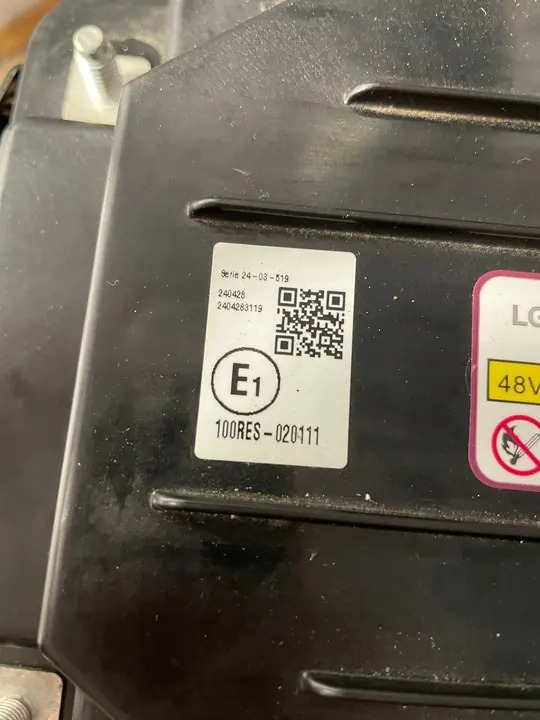 Serie 24-03-519
240428
2404283119
E1
100RES-020111
LG
48V